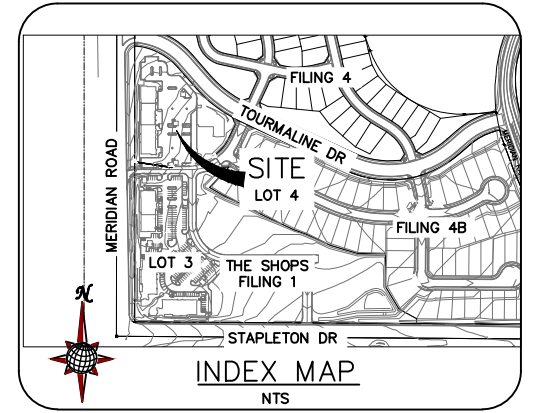 FILING 4
TOURMALINE DR
MERIDIAN ROAD
SITE
LOT 4
FILING 4B
LOT 3
THE SHOPS
FILING 1
N
STAPLETON DR
INDEX MAP
NTS